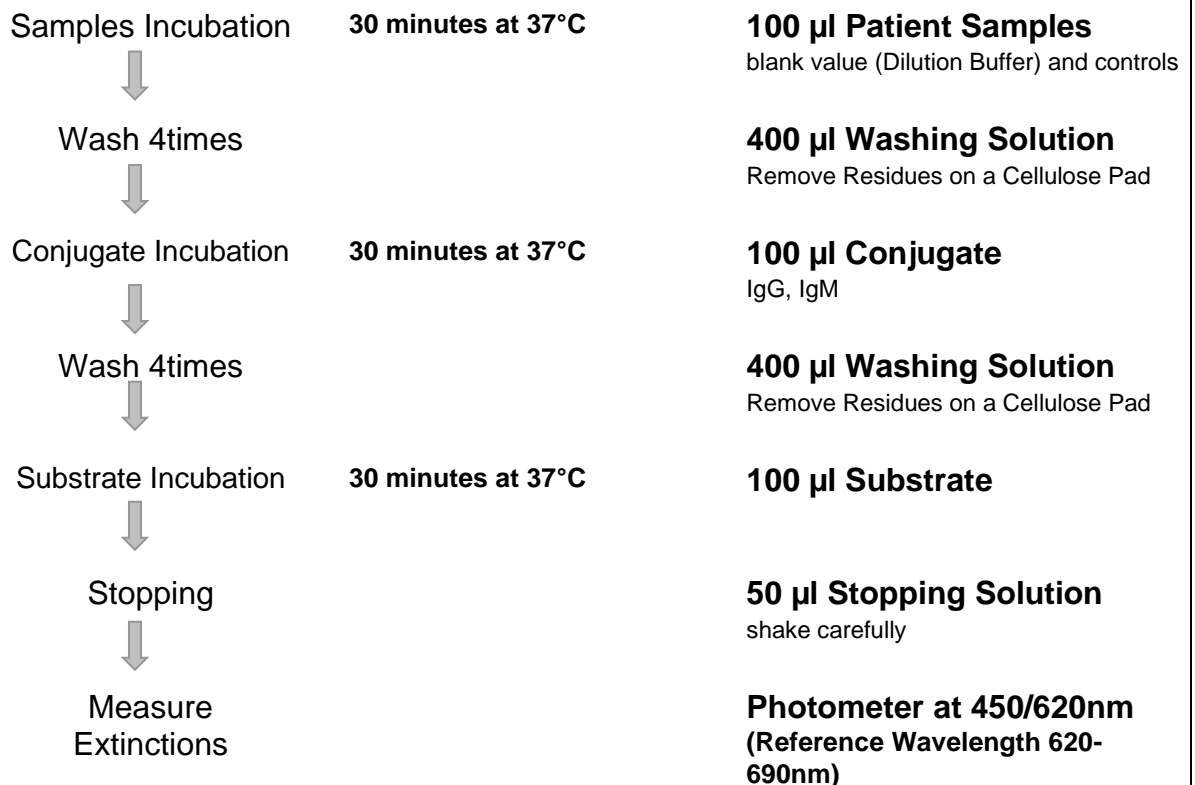 Samples Incubation 30 minutes at 37°C 100 µl Patient Samples
blank value (Dilution Buffer) and controls
Wash 4times 400 µl Washing Solution
Remove Residues on a Cellulose Pad
Conjugate Incubation 30 minutes at 37°C 100 µl Conjugate
IgG, IgM
Wash 4times 400 µl Washing Solution
Remove Residues on a Cellulose Pad
Substrate Incubation 30 minutes at 37°C 100 µl Substrate
Stopping 50 µl Stopping Solution
shake carefully
Measure Photometer at 450/620nm
Extinctions (Reference Wavelength 620-
690nm)